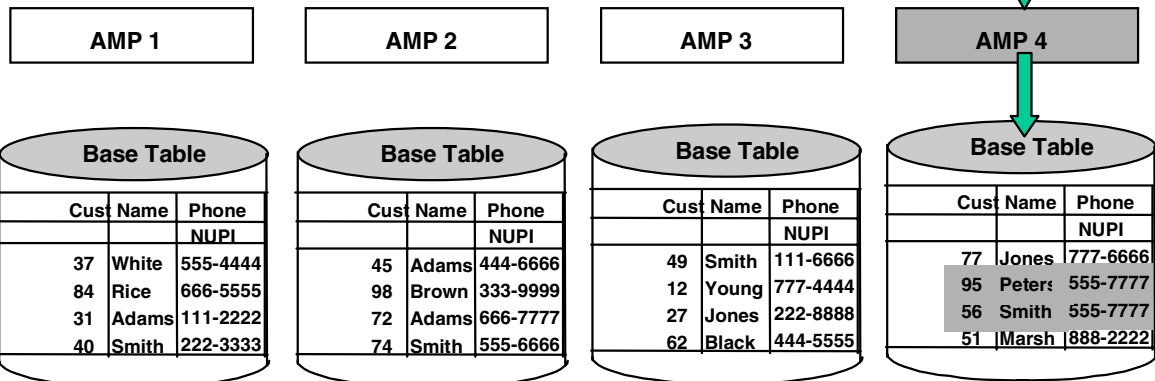 AMP 1 AMP 2 AMP 3 AMP 4
Base Table Base Table Base Table Base Table
Cust Name Phone Cust Name Phone Cust Name Phone Cust Name Phone
NUPI NUPI NUPI NUPI
37 White 555-4444 45 Adams 444-6666 49 Smith 111-6666 77 Jones 777-6666
84 Rice 666-5555 98 Brown 333-9999 12 Young 777-4444 95 Peters 555-7777
31 Adams 111-2222 72 Adams 666-7777 27 Jones 222-8888 56 Smith 555-7777
40 Smith 222-3333 74 Smith 555-6666 62 Black 444-5555 51 Marsh 888-2222